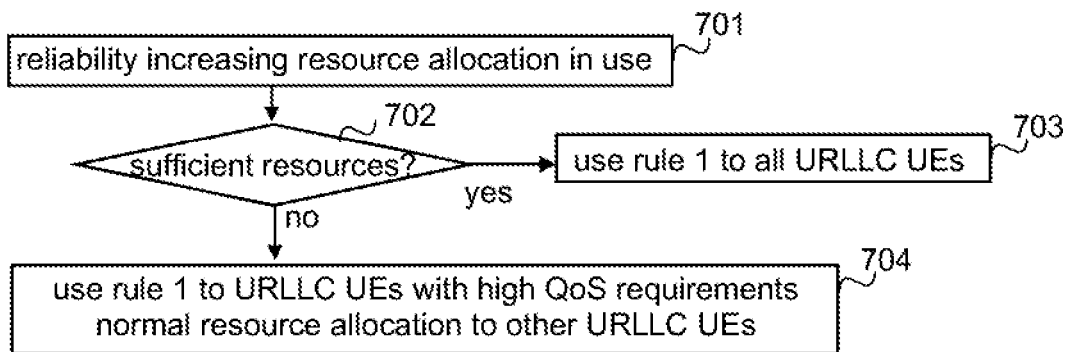 701
reliability increasing resource allocation in use
702
sufficient resources?
703
use rule 1 to all URLLC UEs
yes
no
704
use rule 1 to URLLC UEs with high QoS requirements
normal resource allocation to other URLLC UEs